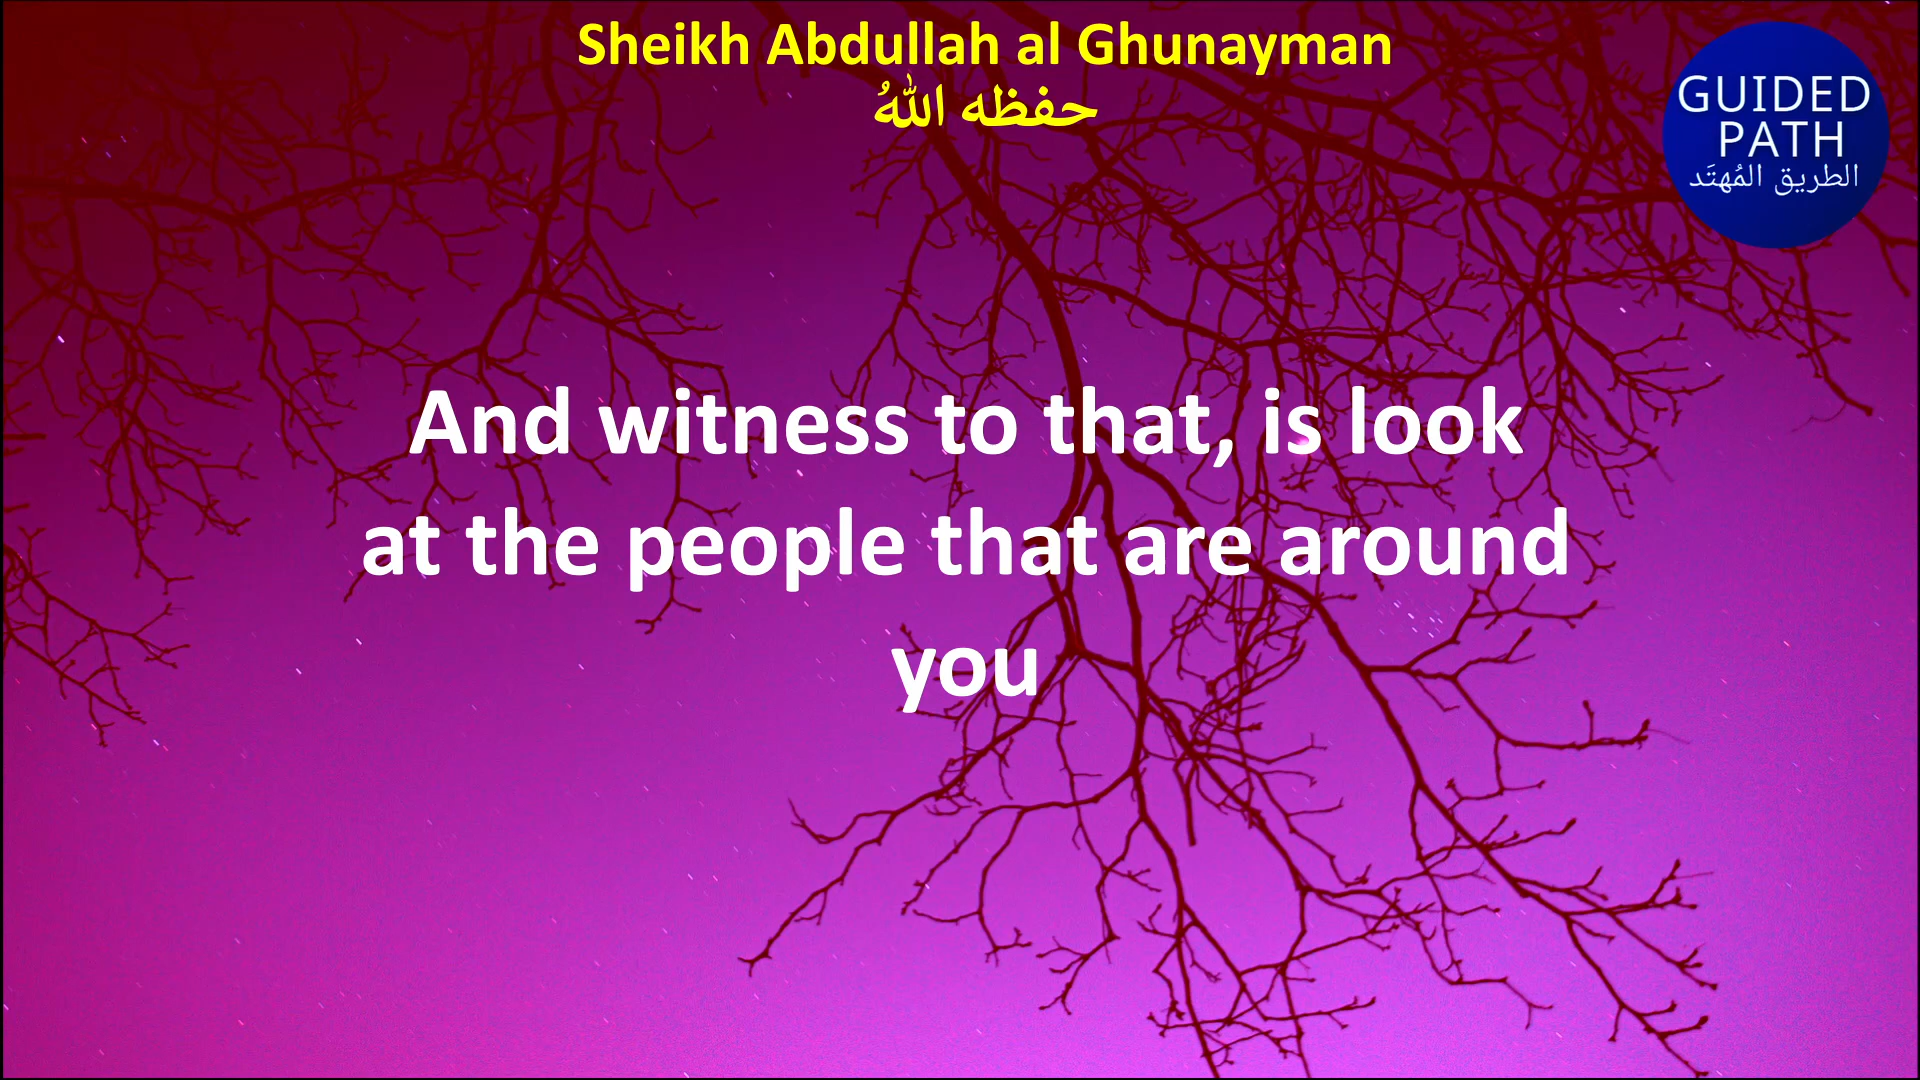 Sheikh Abdullah al Ghunayman
حفظه اللهُ
GUIDED
PATH
الطريق المُهتَد
And witness to that, is look
at the people that are around
you